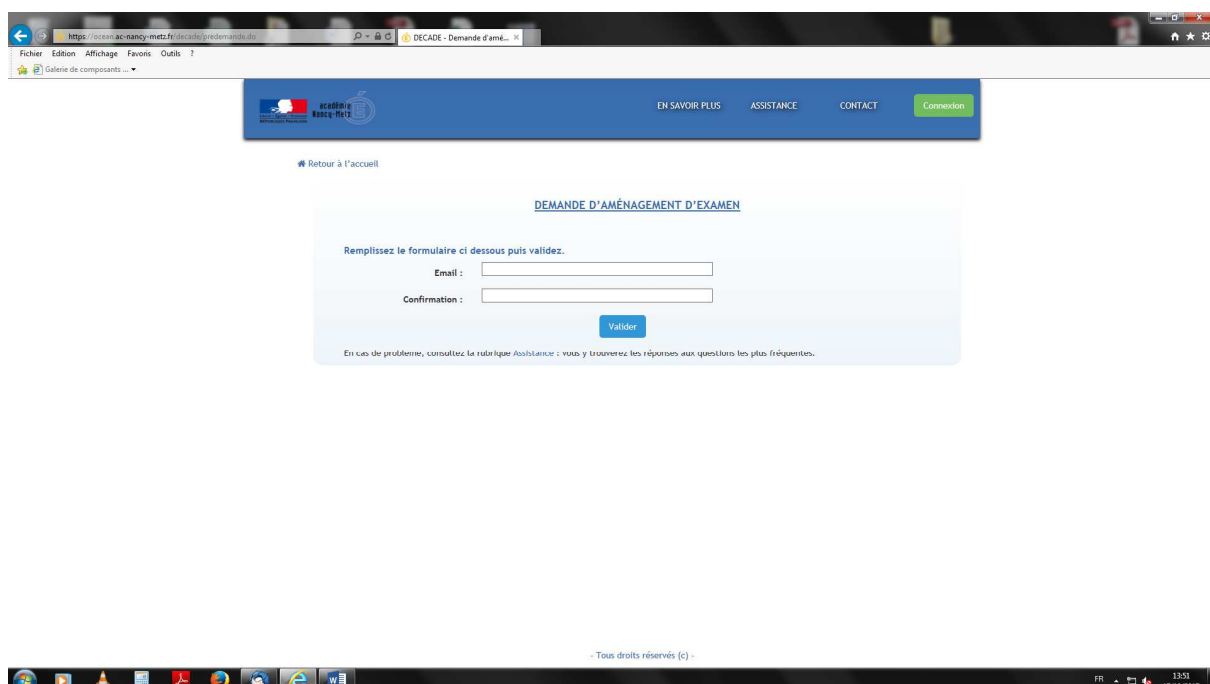 https://ocean.ac-nancy-metz.fr/decade/predemande.do
DECADE - Demande d'amé...
Fichier Edition Affichage Favoris Outils ?
Galerie de composants ...
académie Nancy-Metz
EN SAVOIR PLUS ASSISTANCE CONTACT Connexion
Retour à l'accueil
DEMANDE D'AMÉNAGEMENT D'EXAMEN
Remplissez le formulaire ci dessous puis validez.
Email :
Confirmation :
Valider
En cas de problème, consultez la rubrique Assistance : vous y trouverez les réponses aux questions les plus fréquentes.
- Tous droits réservés (c) -
FR 13:51